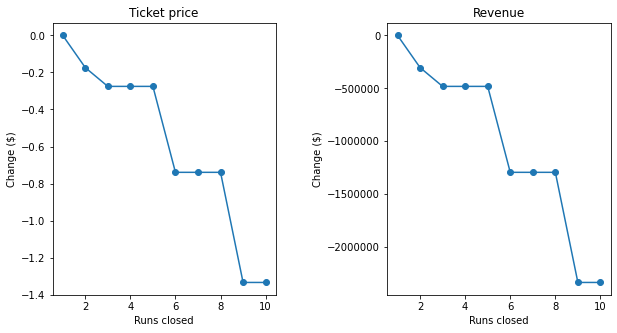 Ticket price
0.0
−0.2
−0.4
−0.6
−0.8
−1.0
−1.2
−1.4
Change ($)
2 4 6 8 10
Runs closed
Revenue
0
−500000
−1000000
−1500000
−2000000
Change ($)
2 4 6 8 10
Runs closed